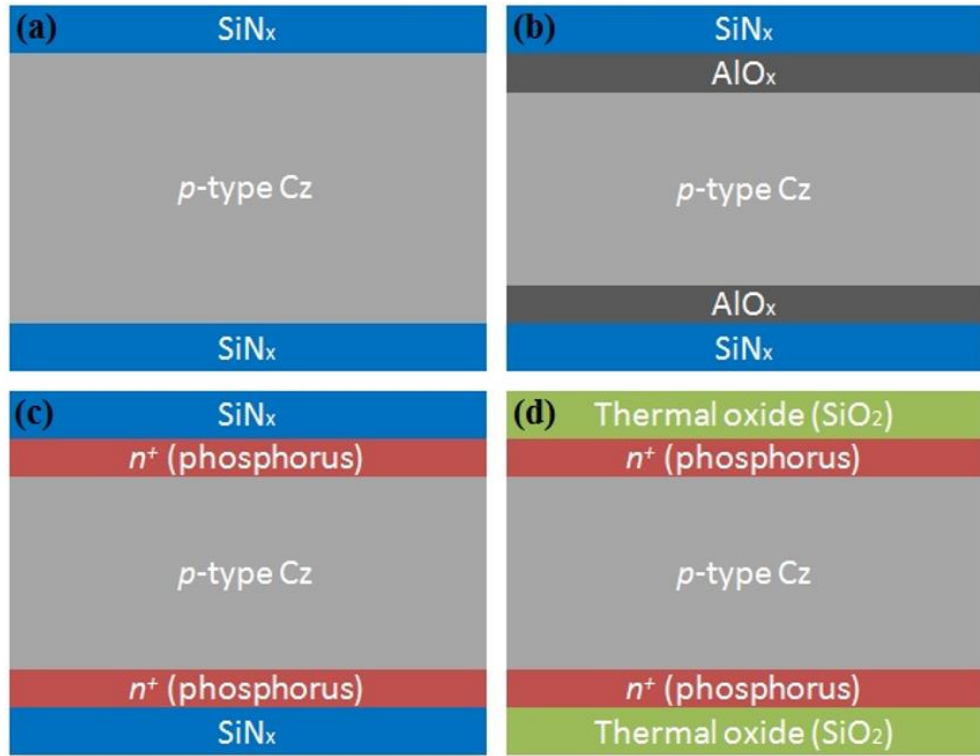 (a)
SiNx
p-type Cz
SiNx
(b)
SiNx
AlOx
p-type Cz
AlOx
SiNx
(c)
SiNx
n+ (phosphorus)
p-type Cz
n+ (phosphorus)
SiNx
(d)
Thermal oxide (SiO2)
n+ (phosphorus)
p-type Cz
n+ (phosphorus)
Thermal oxide (SiO2)